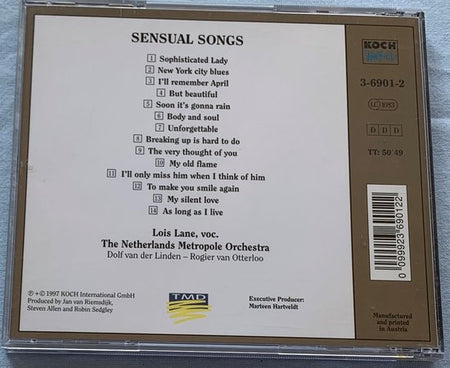 SENSUAL SONGS
1 Sophisticated Lady
2 New York city blues
3 I'll remember April
4 But beautiful
5 Soon it's gonna rain
6 Body and soul
7 Unforgettable
8 Breaking up is hard to do
9 The very thought of you
10 My old flame
11 I'll only miss him when I think of him
12 To make you smile again
13 My silent love
14 As long as I live
Lois Lane, voc.
The Netherlands Metropole Orchestra
Dolf van der Linden – Rogier van Otterloo
℗ + © 1997 KOCH International GmbH
Produced by Jan van Riemsdijk,
Steven Allen and Robin Sedgley
TMD
Executive Producer:
Marteen Hartveldt
KOCH
3-6901-2
LC 1083
D D D
TT: 50'49
0 099923 690122
Manufactured
and printed
in Austria